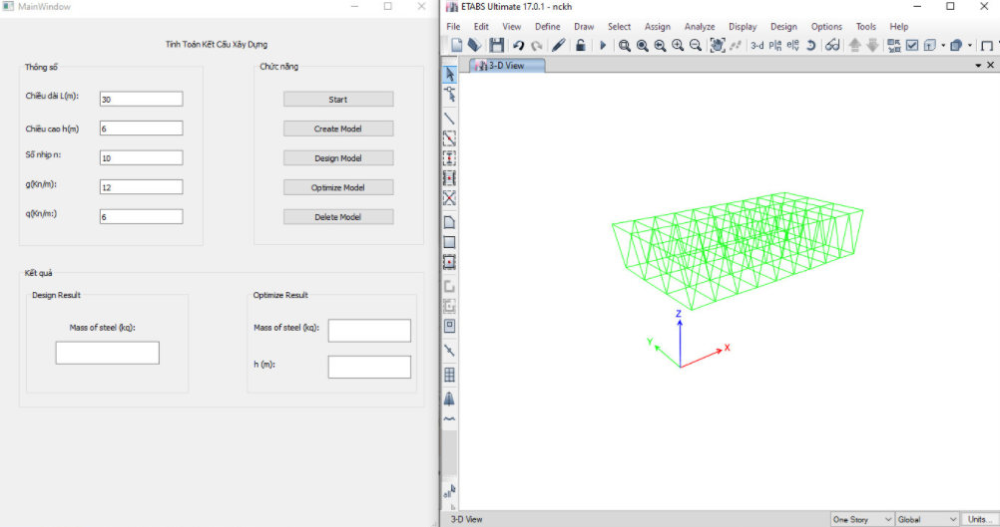 MainWindow
Tính Toán Kết Cấu Xây Dựng
Thông số
Chiều dài L(m): 30
Chiều cao h(m) 6
Số nhịp n: 10
g(Kn/m): 12
q(Kn/m:) 6
Chức năng
Start
Create Model
Design Model
Optimize Model
Delete Model
Kết quả
Design Result
Mass of steel (kg):
Optimize Result
Mass of steel (kg):
h (m):
ETABS Ultimate 17.0.1 - nckh
File Edit View Define Draw Select Assign Analyze Display Design Options Tools Help
3-d
3-D View
Z
Y
X
3-D View
One Story Global Units...